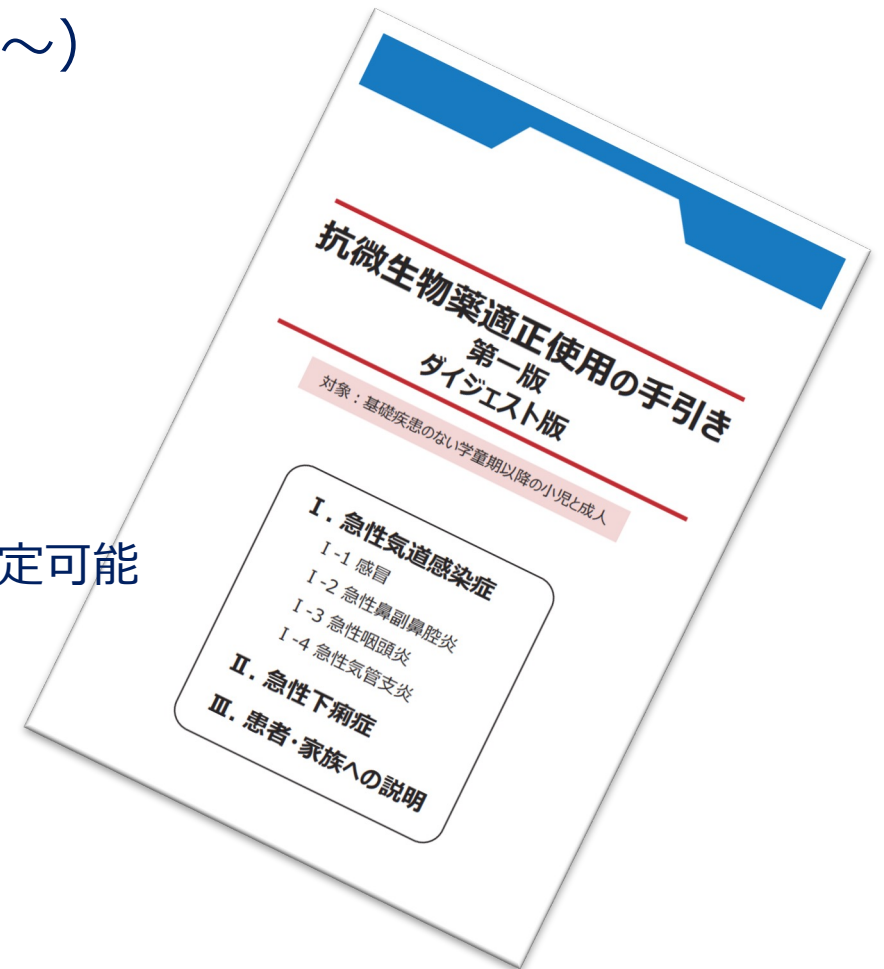 ～)
抗微生物薬適正使用の手引き
第一版
ダイジェスト版
対象：基礎疾患のない学童期以降の小児と成人
Ⅰ. 急性気道感染症
Ⅰ-1 感冒
Ⅰ-2 急性鼻副鼻腔炎
Ⅰ-3 急性咽頭炎
Ⅰ-4 急性気管支炎
Ⅱ. 急性下痢症
Ⅲ. 患者・家族への説明
定可能